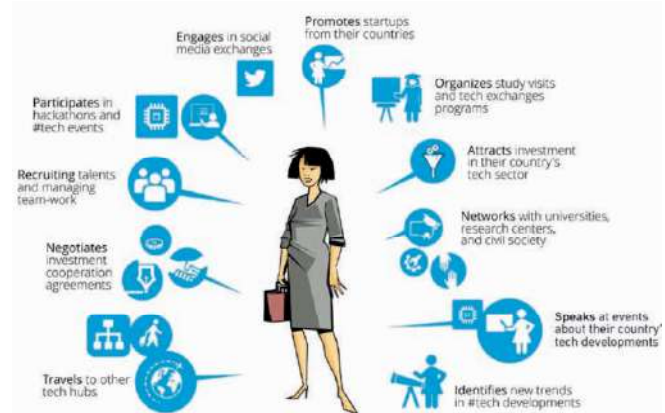 Promotes startups
from their countries
Engages in social
media exchanges
Organizes study visits
and tech exchanges
programs
Participates in
hackathons and
#tech events
Attracts investment
in their country's
tech sector
Recruiting talents
and managing
team-work
Networks with universities,
research centers,
and civil society
Negotiates
investment
cooperation
agreements
Speaks at events
about their country'
tech developments
Travels to other
tech hubs
Identifies new trends
in #tech developments